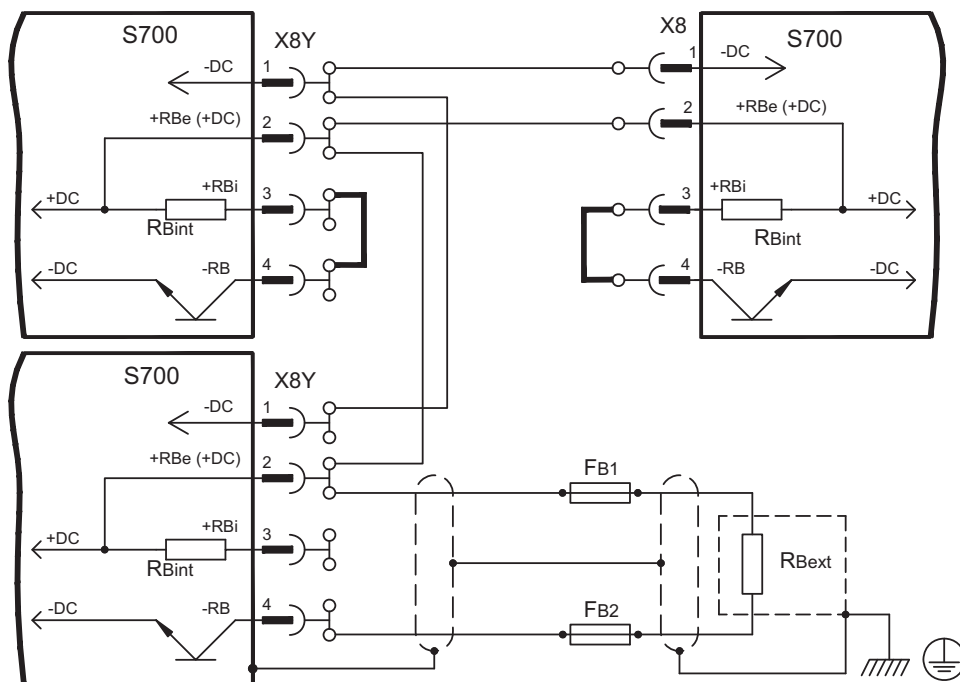 S700
X8Y
X8
S700
-DC
1
1
-DC
+RBe (+DC)
2
2
+RBe (+DC)
+DC
+RBi
3
3
+RBi
+DC
RBint
RBint
-DC
-RB
4
4
-RB
-DC
S700
X8Y
-DC
1
+RBe (+DC)
2
FB1
+DC
+RBi
3
RBint
RBext
-DC
-RB
4
FB2